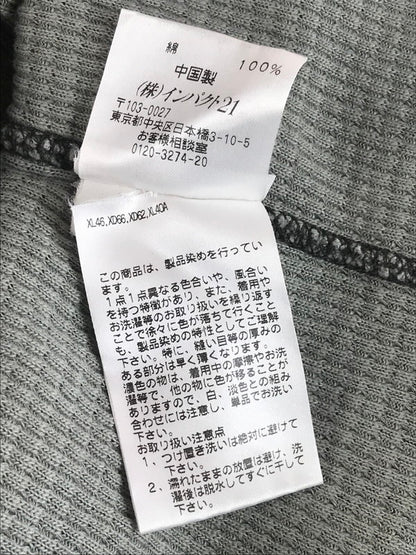 綿 100%
中国製
(株)インパクト21
〒103-0027
東京都中央区日本橋3-10-5
お客様相談室
0120-3274-20
XL46,XD66,XD62,XL40A
この商品は、製品染めを行ってい
ます。
1点1点異なる色合いや、風合い
を持つ特徴があり、また、着用や
お洗濯等のお取り扱いを繰り返す
ことで徐々に色が落ちて行くこと
も、製品染めの特性としてご理解
下さい。特に、縫い目等の厚みの
ある部分は早く薄くなります。
濃色の物は、着用中の摩擦やお洗
濯等で、他の物に色が移ることが
ありますので、白、淡色との組み
合わせには注意し、単品でお洗い
下さい。
お取り扱い注意点
1、つけ置き洗いは絶対に避けて
下さい。
2、濡れたままの放置は避け、洗
濯後は脱水してすぐに干して
下さい。